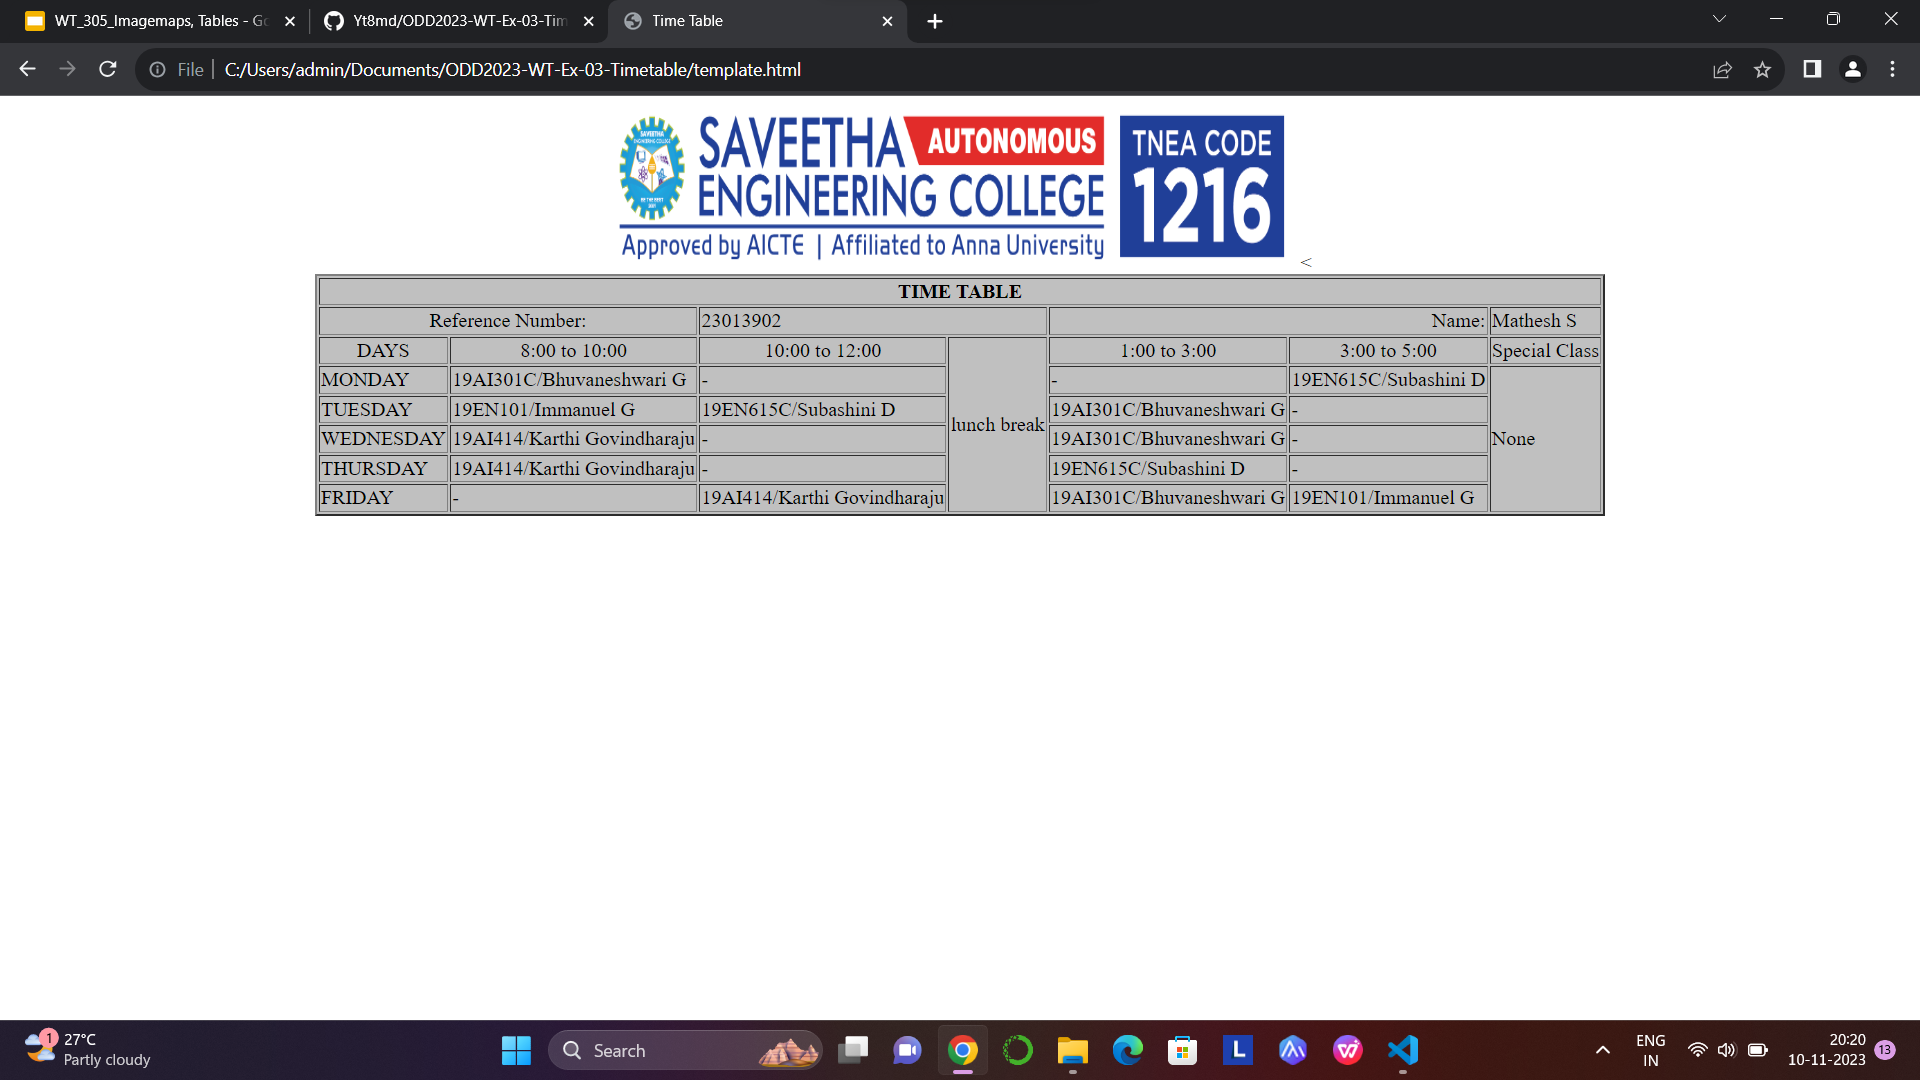 WT_305_Imagemaps, Tables - Go
Yt8md/ODD2023-WT-Ex-03-Tim
Time Table
File
C:/Users/admin/Documents/ODD2023-WT-Ex-03-Timetable/template.html
SAVEETHA AUTONOMOUS
ENGINEERING COLLEGE
Approved by AICTE | Affiliated to Anna University
TNEA CODE
1216
<
TIME TABLE
Reference Number: 23013902 Name: Mathesh S
DAYS 8:00 to 10:00 10:00 to 12:00 lunch break 1:00 to 3:00 3:00 to 5:00 Special Class
MONDAY 19AI301C/Bhuvaneshwari G - - 19EN615C/Subashini D None
TUESDAY 19EN101/Immanuel G 19EN615C/Subashini D 19AI301C/Bhuvaneshwari G -
WEDNESDAY 19AI414/Karthi Govindharaju - 19AI301C/Bhuvaneshwari G -
THURSDAY 19AI414/Karthi Govindharaju - 19EN615C/Subashini D -
FRIDAY - 19AI414/Karthi Govindharaju 19AI301C/Bhuvaneshwari G 19EN101/Immanuel G
1
27°C
Partly cloudy
Search
L
ENG
IN
20:20
10-11-2023
13